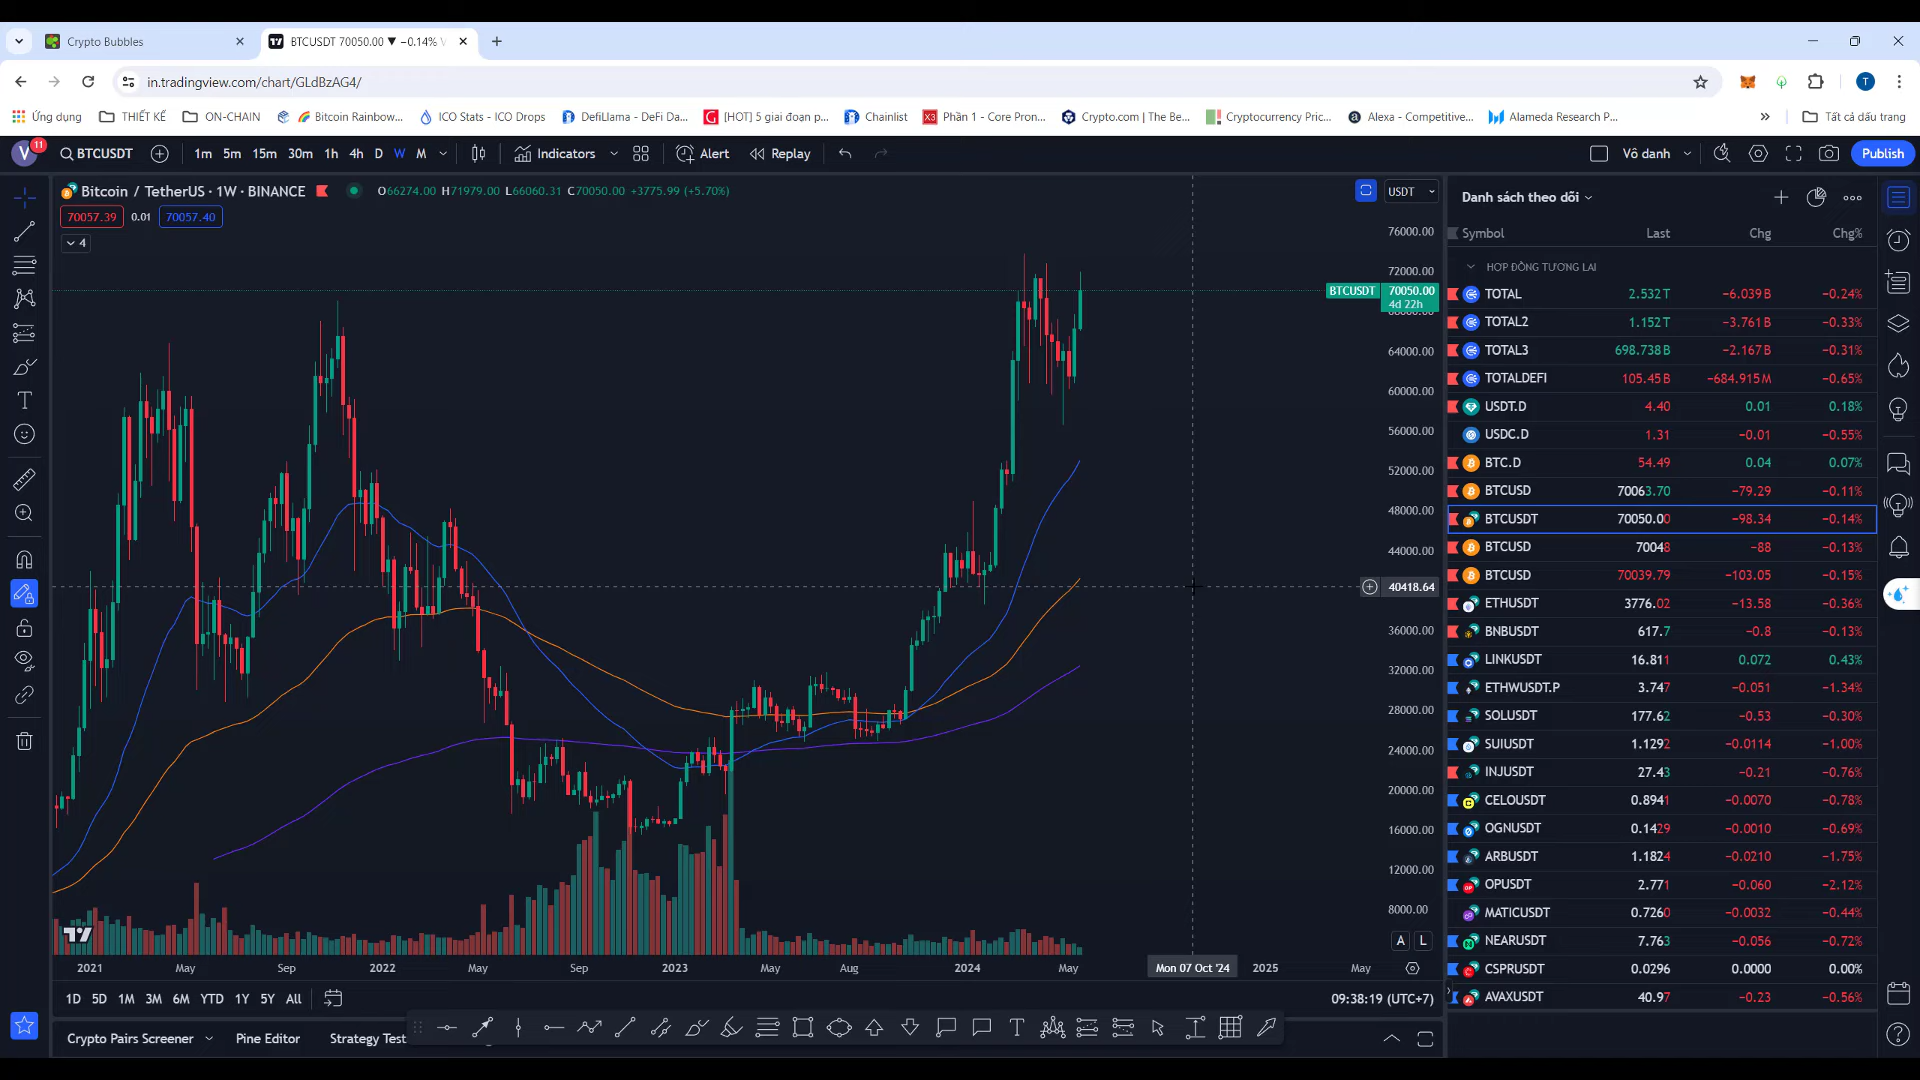 Crypto Bubbles
BTCUSDT 70050.00 ▼ −0.14% V
in.tradingview.com/chart/GLdBzAG4/
Ứng dụng THIẾT KẾ ON-CHAIN Bitcoin Rainbow... ICO Stats - ICO Drops DefiLlama - DeFi Da... [HOT] 5 giai đoạn p... Chainlist Phần 1 - Core Pron... Crypto.com | The Be... Cryptocurrency Pric... Alexa - Competitive... Alameda Research P... » Tất cả dấu trang
V 11 BTCUSDT 1m 5m 15m 30m 1h 4h D W M Indicators Alert Replay Vô danh Publish
Bitcoin / TetherUS · 1W · BINANCE O66274.00 H71979.00 L66060.31 C70050.00 +3775.99 (+5.70%) USDT
70057.39 0.01 70057.40
4
76000.00
72000.00
BTCUSDT 70050.00
4d 22h
68000.00
64000.00
60000.00
56000.00
52000.00
48000.00
44000.00
40418.64
36000.00
32000.00
28000.00
24000.00
20000.00
16000.00
12000.00
8000.00
A L
2021 May Sep 2022 May Sep 2023 May Aug 2024 May Mon 07 Oct '24 2025 May
1D 5D 1M 3M 6M YTD 1Y 5Y All 09:38:19 (UTC+7)
Crypto Pairs Screener Pine Editor Strategy Test
Danh sách theo dõi
Symbol Last Chg Chg%
HỢP ĐỒNG TƯƠNG LAI
TOTAL 2.532T −6.039B −0.24%
TOTAL2 1.152T −3.761B −0.33%
TOTAL3 698.738B −2.167B −0.31%
TOTALDEFI 105.45B −684.915M −0.65%
USDT.D 4.40 0.01 0.18%
USDC.D 1.31 −0.01 −0.55%
BTC.D 54.49 0.04 0.07%
BTCUSD 70063.70 −79.29 −0.11%
BTCUSDT 70050.00 −98.34 −0.14%
BTCUSD 70048 −88 −0.13%
BTCUSD 70039.79 −103.05 −0.15%
ETHUSDT 3776.02 −13.58 −0.36%
BNBUSDT 617.7 −0.8 −0.13%
LINKUSDT 16.811 0.072 0.43%
ETHWUSDT.P 3.747 −0.051 −1.34%
SOLUSDT 177.62 −0.53 −0.30%
SUIUSDT 1.1292 −0.0114 −1.00%
INJUSDT 27.43 −0.21 −0.76%
CELOUSDT 0.8941 −0.0070 −0.78%
OGNUSDT 0.1429 −0.0010 −0.69%
ARBUSDT 1.1824 −0.0210 −1.75%
OPUSDT 2.771 −0.060 −2.12%
MATICUSDT 0.7260 −0.0032 −0.44%
NEARUSDT 7.763 −0.056 −0.72%
CSPRUSDT 0.0296 0.0000 0.00%
AVAXUSDT 40.97 −0.23 −0.56%